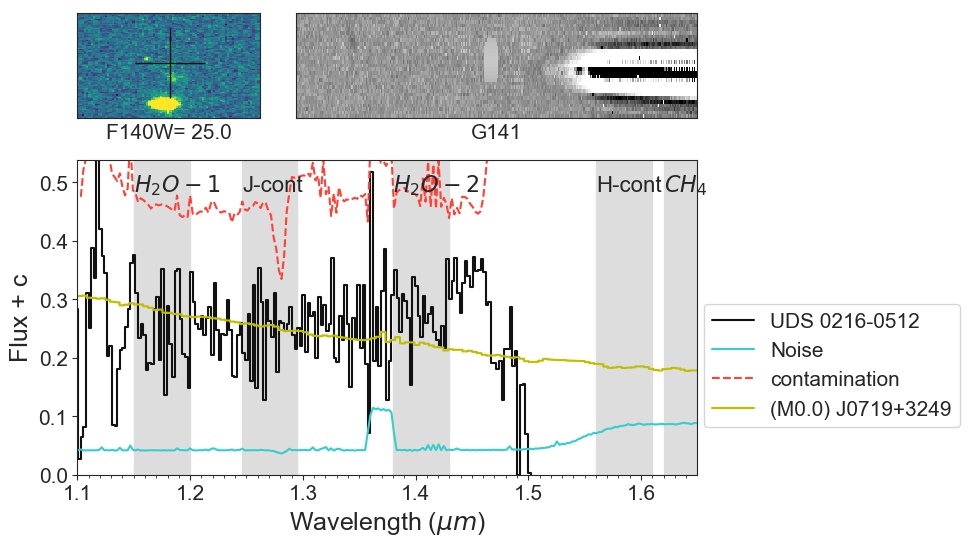 F140W= 25.0
G141
H₂O − 1
J-cont
H₂O − 2
H-cont
CH₄
0.5
0.4
0.3
0.2
0.1
0.0
Flux + c
1.1
1.2
1.3
1.4
1.5
1.6
Wavelength (μm)
UDS 0216-0512
Noise
contamination
(M0.0) J0719+3249